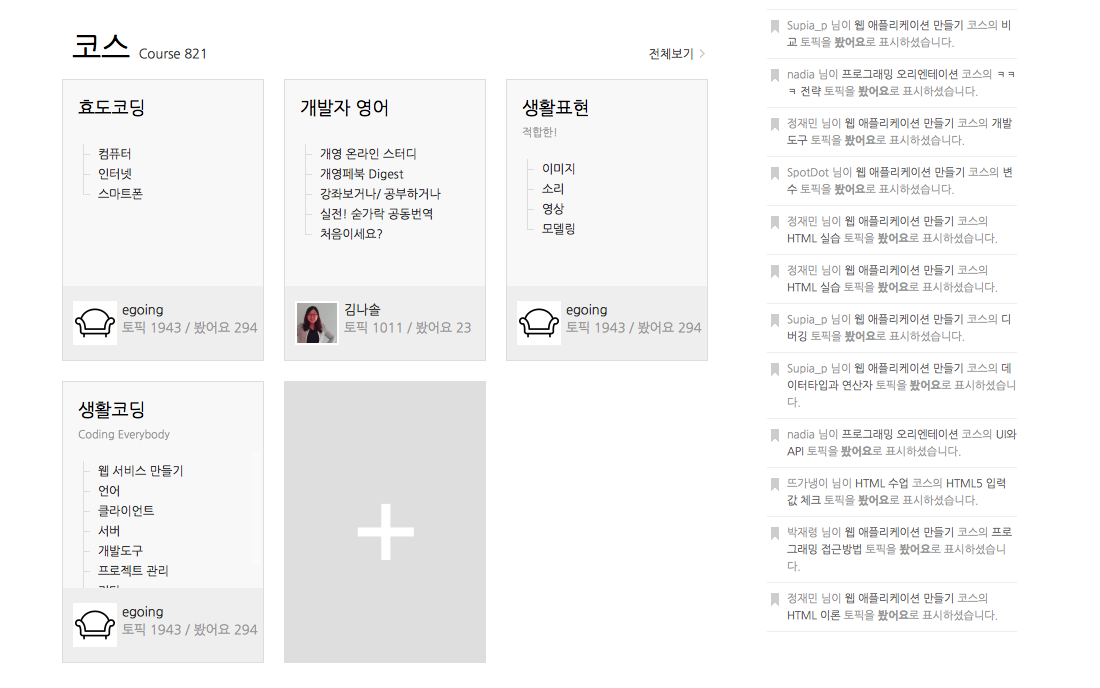 코스 Course 821
전체보기
효도코딩
컴퓨터
인터넷
스마트폰
egoing
토픽 1943 / 봤어요 294
개발자 영어
개영 온라인 스터디
개영페북 Digest
강좌보거나/ 공부하거나
실전! 숟가락 공동번역
처음이세요?
김나솔
토픽 1011 / 봤어요 23
생활표현
적합한!
이미지
소리
영상
모델링
egoing
토픽 1943 / 봤어요 294
생활코딩
Coding Everybody
웹 서비스 만들기
언어
클라이언트
서버
개발도구
프로젝트 관리
egoing
토픽 1943 / 봤어요 294
Supia_p 님이 웹 애플리케이션 만들기 코스의 비
교 토픽을 봤어요로 표시하셨습니다.
nadia 님이 프로그래밍 오리엔테이션 코스의 ㅋㅋ
ㅋ 전략 토픽을 봤어요로 표시하셨습니다.
정재민 님이 웹 애플리케이션 만들기 코스의 개발
도구 토픽을 봤어요로 표시하셨습니다.
SpotDot 님이 웹 애플리케이션 만들기 코스의 변
수 토픽을 봤어요로 표시하셨습니다.
정재민 님이 웹 애플리케이션 만들기 코스의
HTML 실습 토픽을 봤어요로 표시하셨습니다.
정재민 님이 웹 애플리케이션 만들기 코스의
HTML 실습 토픽을 봤어요로 표시하셨습니다.
Supia_p 님이 웹 애플리케이션 만들기 코스의 디
버깅 토픽을 봤어요로 표시하셨습니다.
Supia_p 님이 웹 애플리케이션 만들기 코스의 데
이터타입과 연산자 토픽을 봤어요로 표시하셨습니
다.
nadia 님이 프로그래밍 오리엔테이션 코스의 UI와
API 토픽을 봤어요로 표시하셨습니다.
뜨가냉이 님이 HTML 수업 코스의 HTML5 입력
값 체크 토픽을 봤어요로 표시하셨습니다.
박재령 님이 웹 애플리케이션 만들기 코스의 프로
그래밍 접근방법 토픽을 봤어요로 표시하셨습니
다.
정재민 님이 웹 애플리케이션 만들기 코스의
HTML 이론 토픽을 봤어요로 표시하셨습니다.